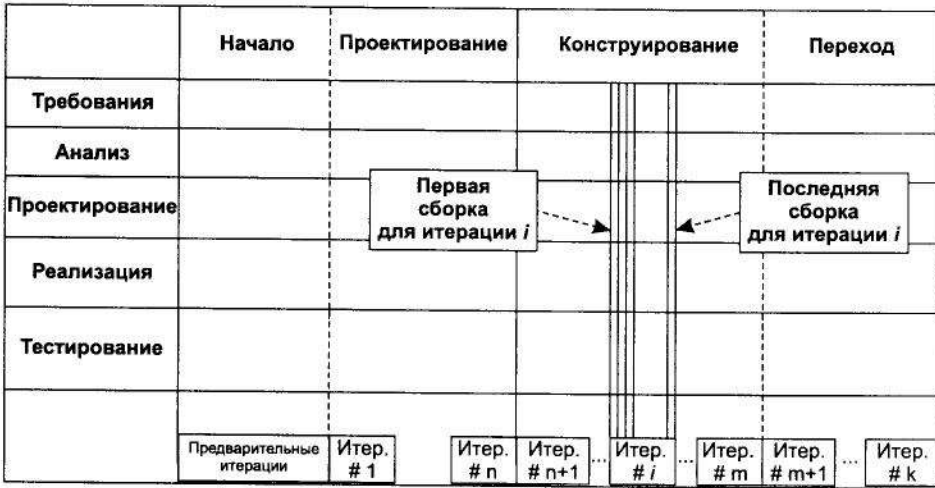 Начало Проектирование Конструирование Переход
Требования
Анализ
Проектирование
Реализация
Тестирование
Первая
сборка
для итерации i
Последняя
сборка
для итерации i
Предварительные
итерации
Итер.
# 1
Итер.
# n
Итер.
# n+1
...
Итер.
# i
...
Итер.
# m
Итер.
# m+1
...
Итер.
# k